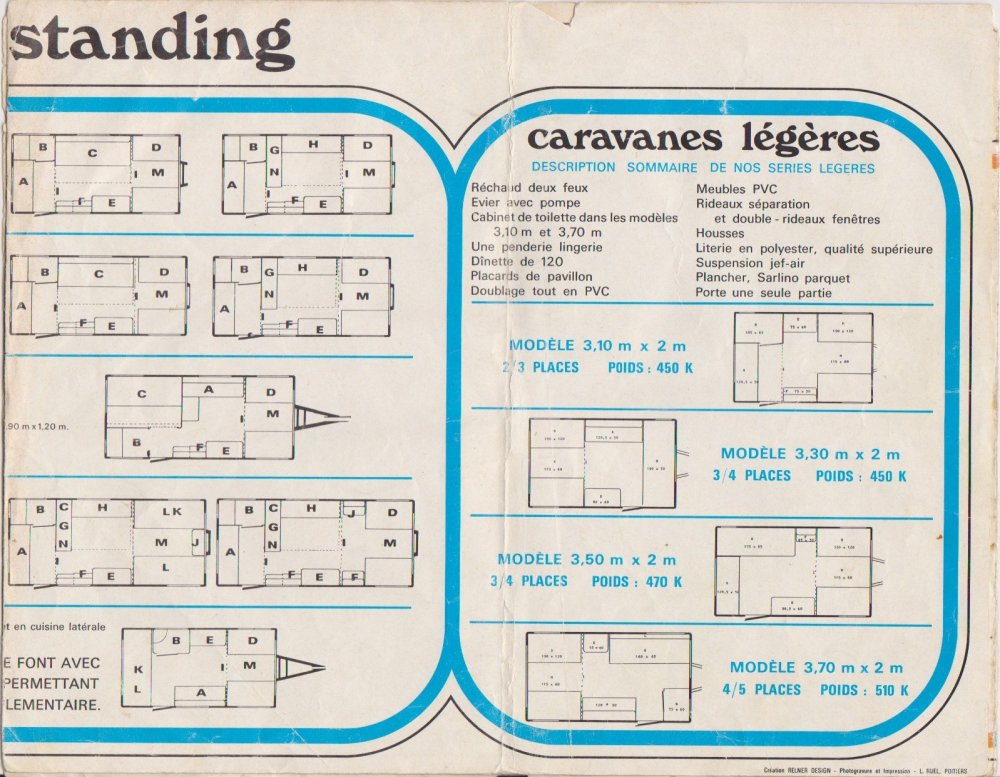 standing
B
C
D
A
I
I
M
F
E
B
G
H
D
A
N
I
M
F
E
B
C
D
A
I
I
M
F
E
B
G
H
D
A
N
I
M
F
E
C
A
D
I
M
B
F
E
,90 m x 1,20 m.
B
C
G
N
H
L K
A
I
M
J
F
E
L
B
C
G
N
H
J
D
A
I
I
M
F
E
F
et en cuisine latérale
B
E
D
K
L
I
M
A
E FONT AVEC
PERMETTANT
LEMENTAIRE.
caravanes légères
DESCRIPTION SOMMAIRE DE NOS SERIES LEGERES
Réchaud deux feux
Evier avec pompe
Cabinet de toilette dans les modèles
3,10 m et 3,70 m
Une penderie lingerie
Dînette de 120
Placards de pavillon
Doublage tout en PVC
Meubles PVC
Rideaux séparation
et double - rideaux fenêtres
Housses
Literie en polyester, qualité supérieure
Suspension jef-air
Plancher, Sarlino parquet
Porte une seule partie
MODÈLE 3,10 m x 2 m
2/3 PLACES POIDS : 450 K
MODÈLE 3,30 m x 2 m
3/4 PLACES POIDS : 450 K
MODÈLE 3,50 m x 2 m
3/4 PLACES POIDS : 470 K
MODÈLE 3,70 m x 2 m
4/5 PLACES POIDS : 510 K
Création RELNER DESIGN - Photogravure et Impression - L. RUEL, POITIERS